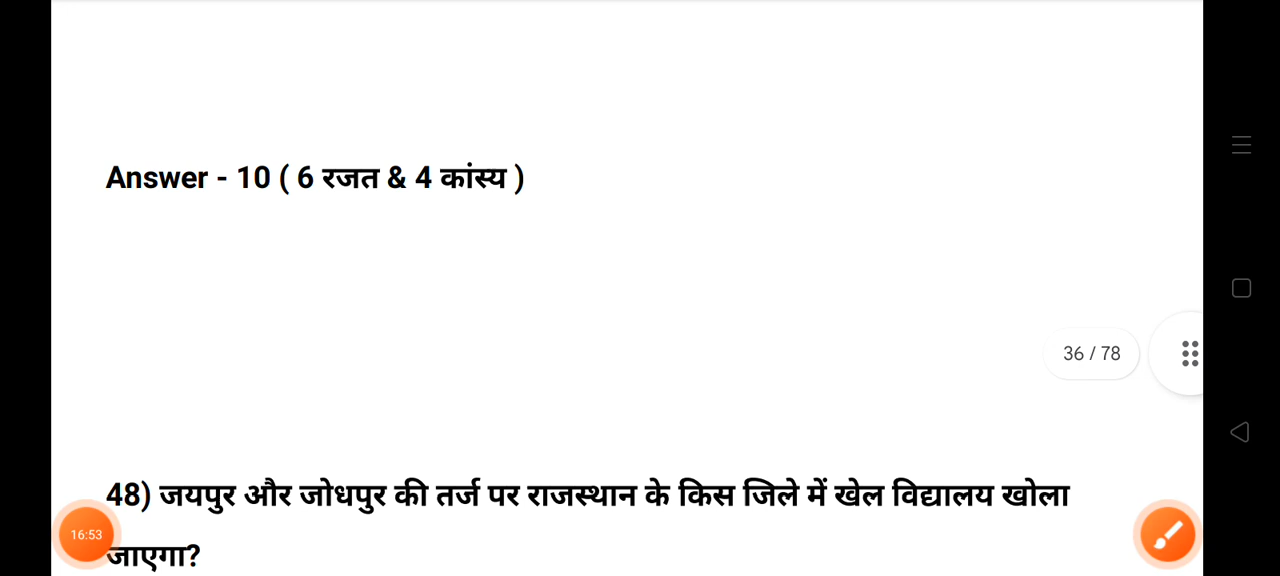 Answer - 10 ( 6 रजत & 4 कांस्य )
36 / 78
48) जयपुर और जोधपुर की तर्ज पर राजस्थान के किस जिले में खेल विद्यालय खोला
जाएगा?
16:53